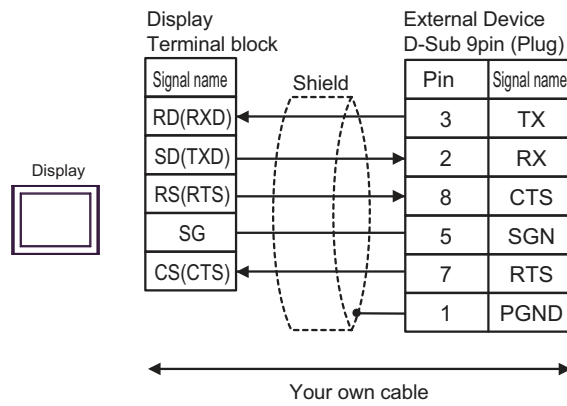 Display
Terminal block
External Device
D-Sub 9pin (Plug)
Signal name
Shield
Pin
Signal name
RD(RXD)
3
TX
SD(TXD)
2
RX
Display
RS(RTS)
8
CTS
SG
5
SGN
CS(CTS)
7
RTS
1
PGND
Your own cable